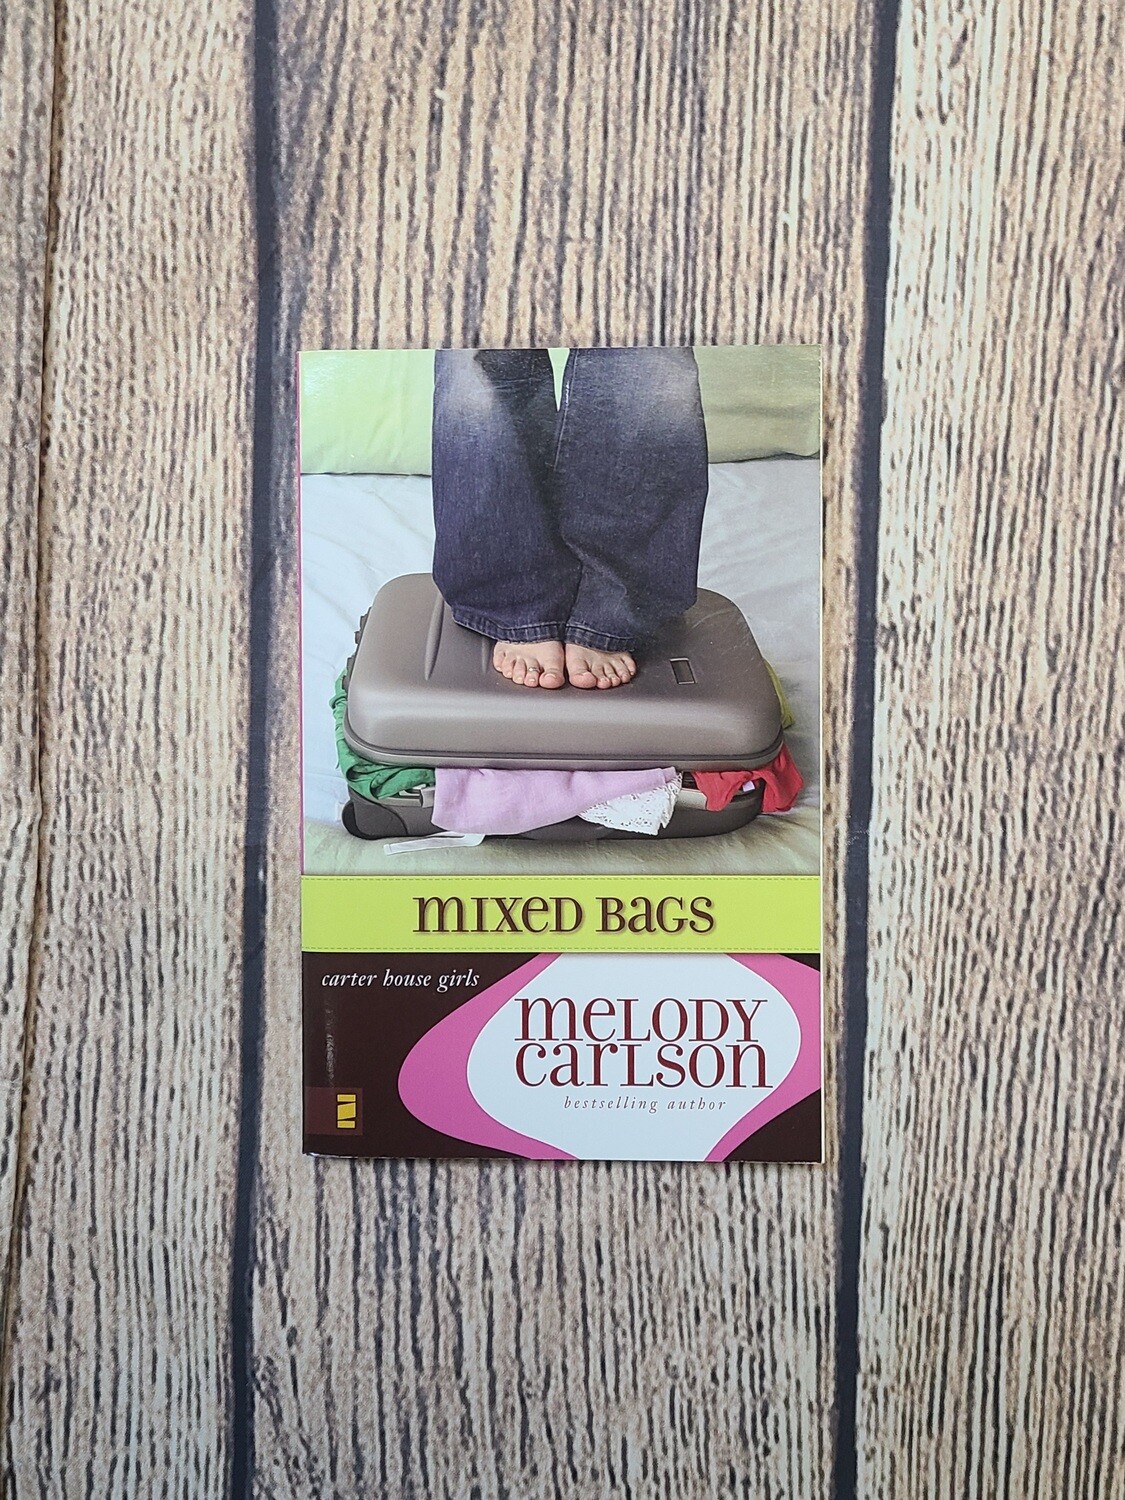 mixed bags
carter house girls
melody
carlson
bestselling author